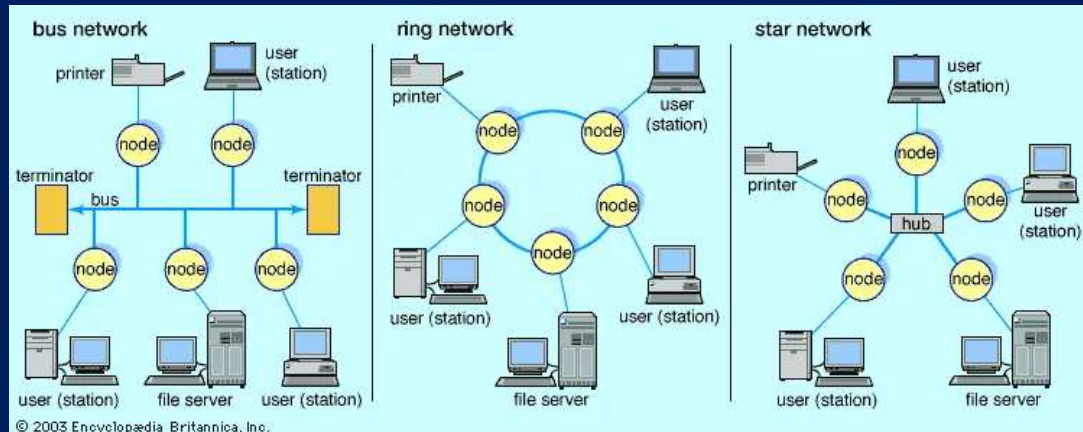 bus network
printer
user
(station)
node
node
terminator
terminator
bus
node
node
node
user (station)
file server
user (station)
ring network
printer
user
(station)
node
node
node
node
node
user (station)
user (station)
file server
star network
user
(station)
printer
node
node
node
user
(station)
hub
node
node
user (station)
file server
© 2003 Encyclopædia Britannica, Inc.